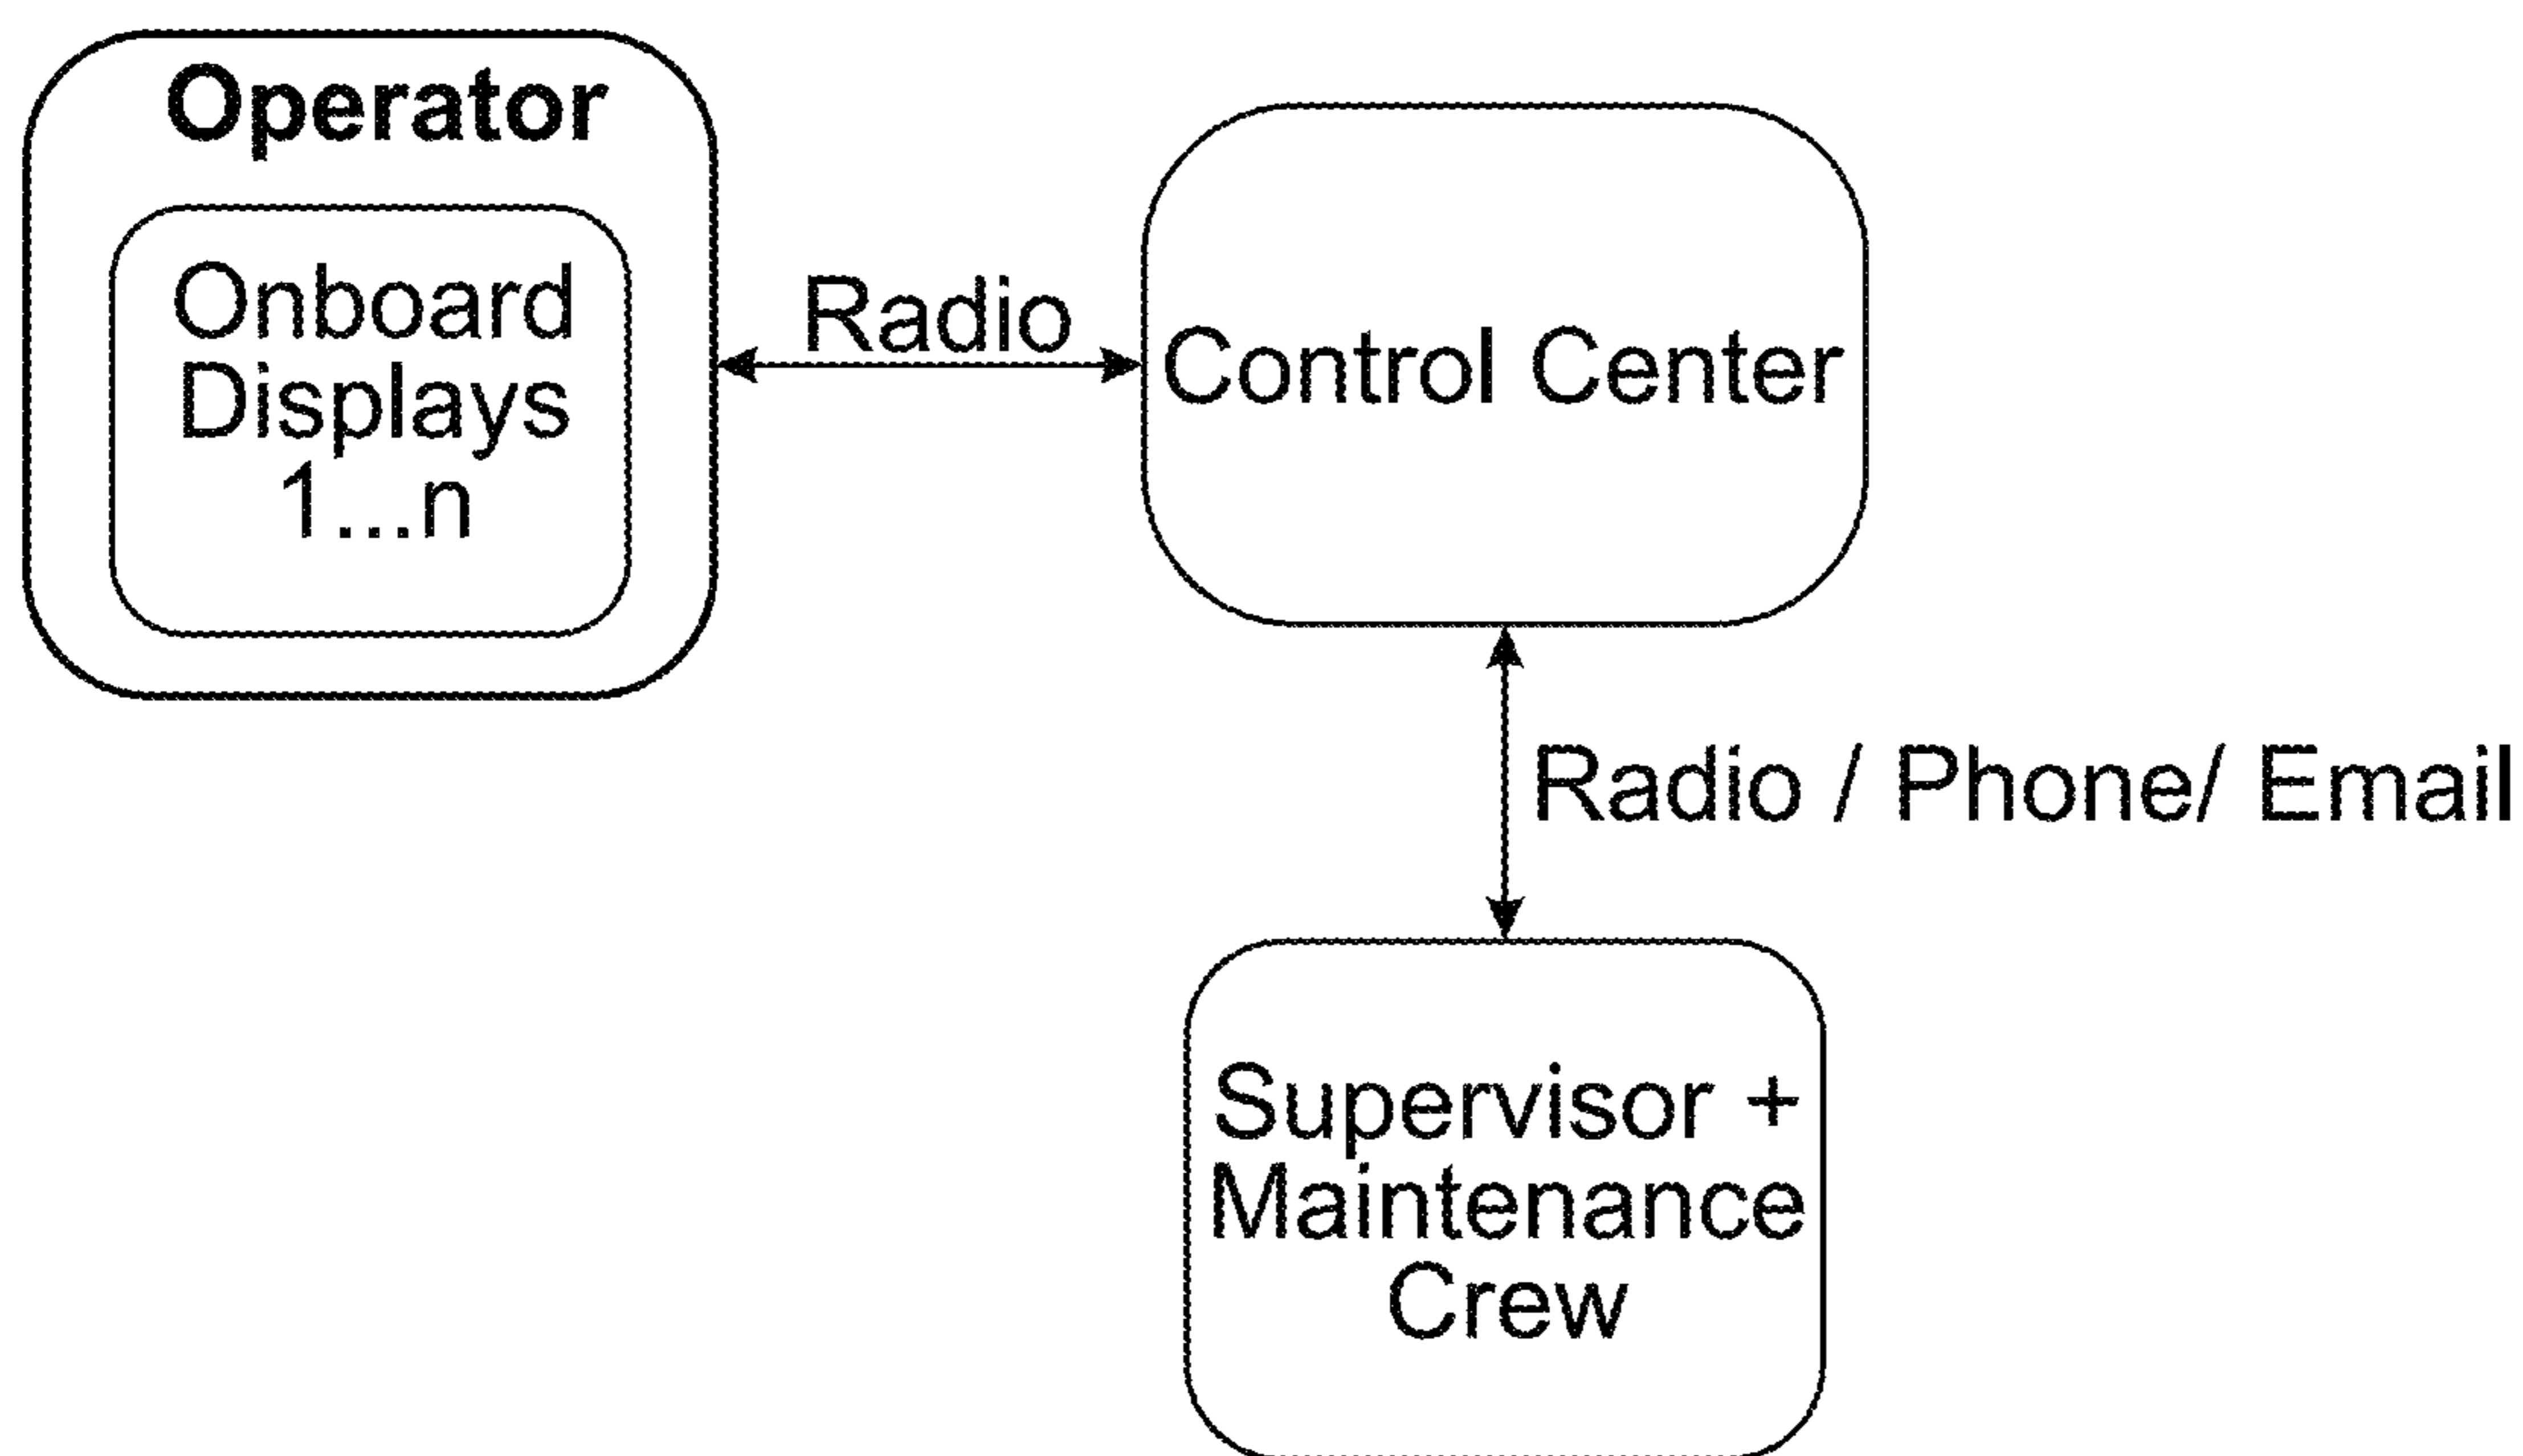 Operator
Onboard
Displays
1...n
Radio
Control Center
Radio / Phone/ Email
Supervisor +
Maintenance
Crew